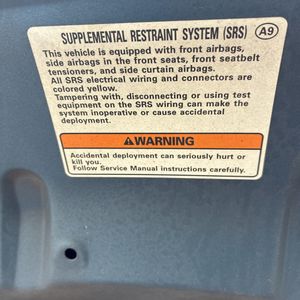 SUPPLEMENTAL RESTRAINT SYSTEM (SRS) A9
This vehicle is equipped with front airbags,
side airbags in the front seats, front seatbelt
tensioners, and side curtain airbags.
All SRS electrical wiring and connectors are
colored yellow.
Tampering with, disconnecting or using test
equipment on the SRS wiring can make the
system inoperative or cause accidental
deployment.
⚠WARNING
Accidental deployment can seriously hurt or
kill you.
Follow Service Manual instructions carefully.